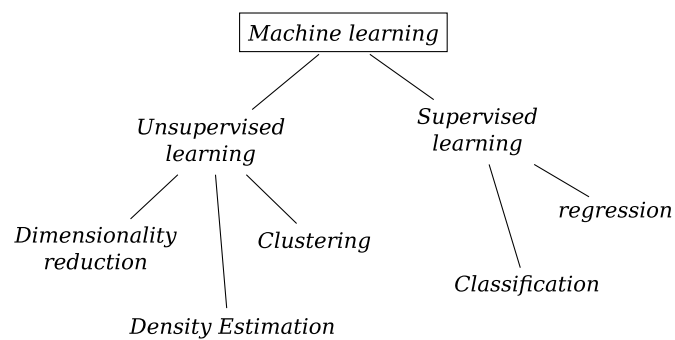 Machine learning
Unsupervised
learning
Supervised
learning
Dimensionality
reduction
Density Estimation
Clustering
Classification
regression